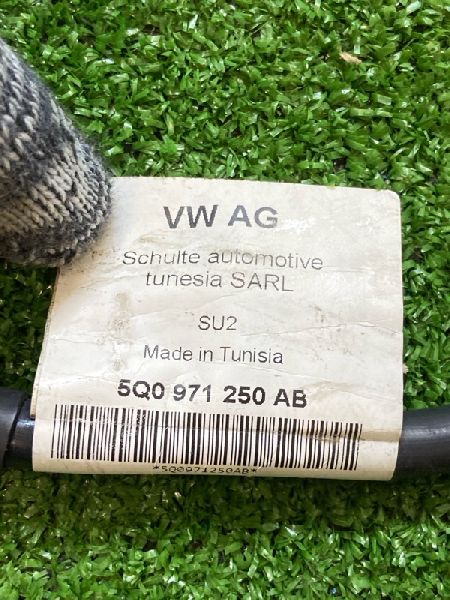 VW AG
Schulte automotive
tunesia SARL
SU2
Made in Tunisia
5Q0 971 250 AB
*5Q0971250AB*